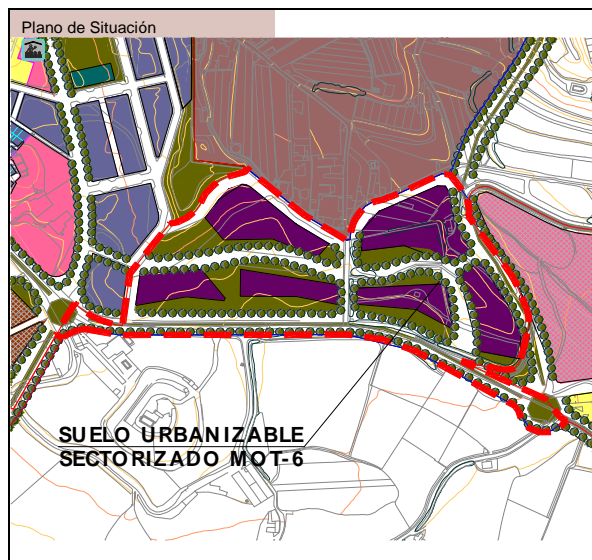 Plano de Situación
SUELO URBANIZABLE
SECTORIZADO MOT-6